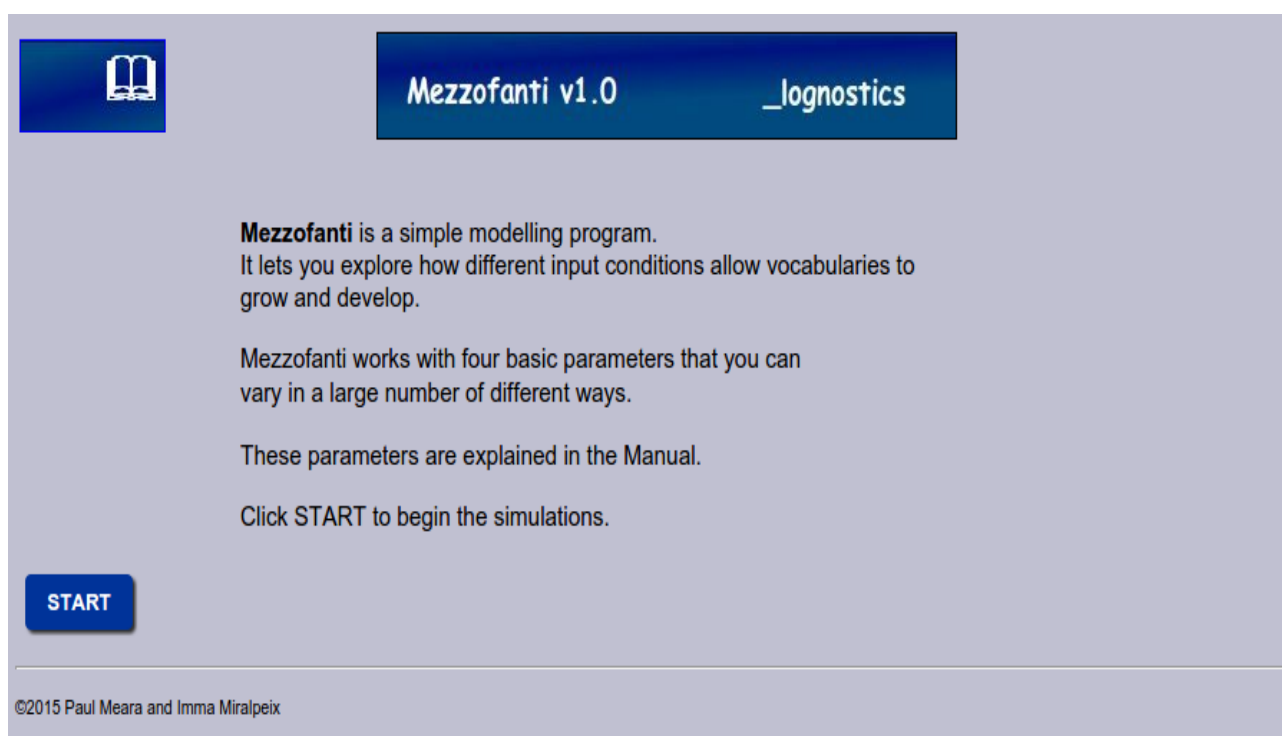 Mezzofanti v1.0 _lognostics
Mezzofanti is a simple modelling program.
It lets you explore how different input conditions allow vocabularies to
grow and develop.
Mezzofanti works with four basic parameters that you can
vary in a large number of different ways.
These parameters are explained in the Manual.
Click START to begin the simulations.
START
©2015 Paul Meara and Imma Miralpeix